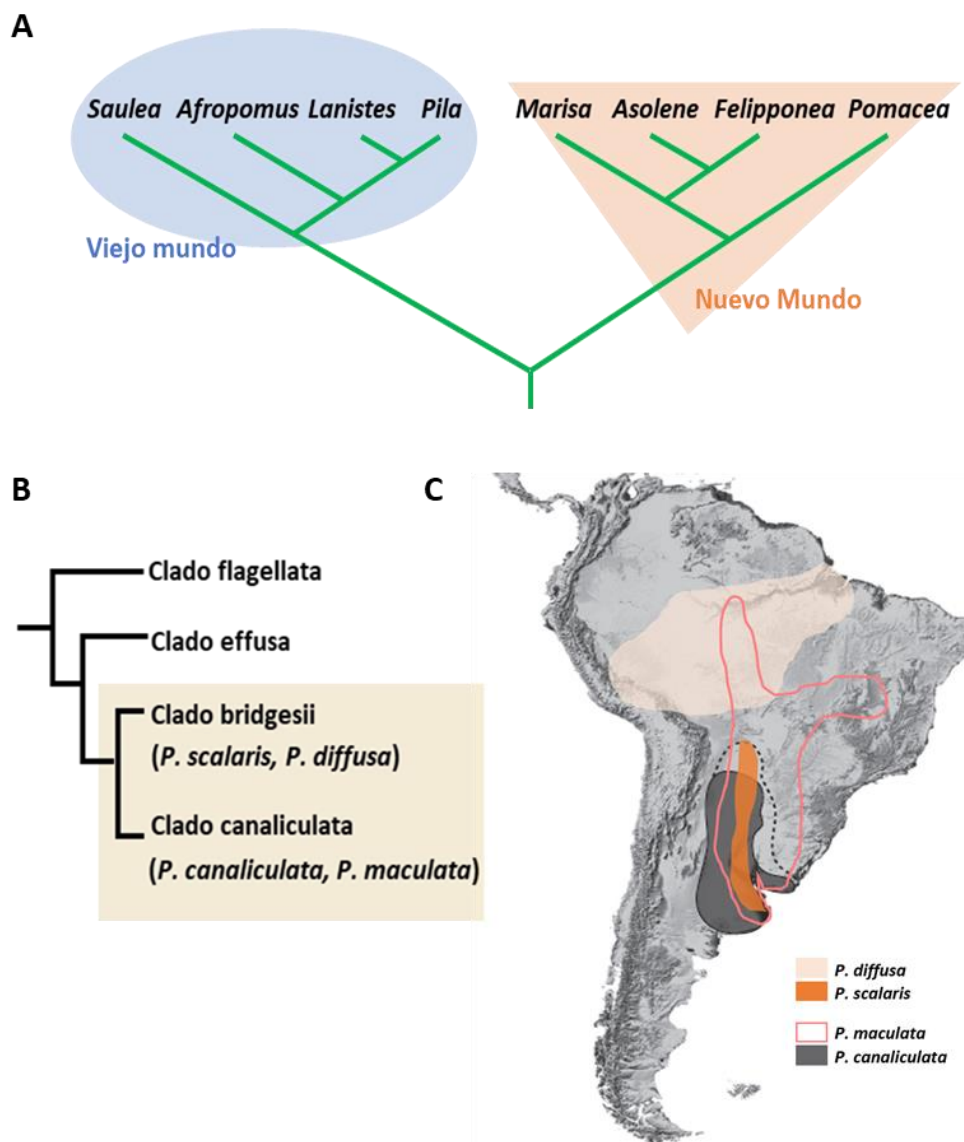 A
Saulea Afropomus Lanistes Pila Marisa Asolene Felipponea Pomacea
Viejo mundo
Nuevo Mundo
B
Clado flagellata
Clado effusa
Clado bridgesii
(P. scalaris, P. diffusa)
Clado canaliculata
(P. canaliculata, P. maculata)
C
P. diffusa
P. scalaris
P. maculata
P. canaliculata